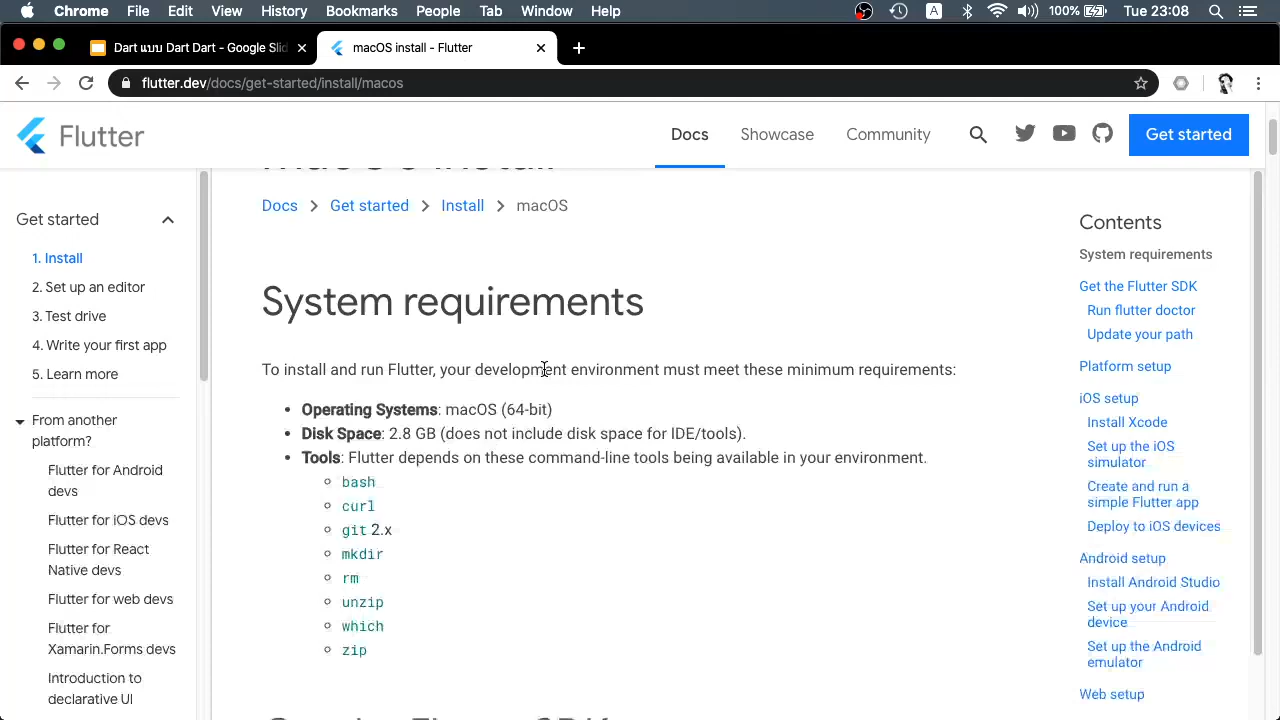 Chrome File Edit View History Bookmarks People Tab Window Help A 100% Tue 23:08
Dart แบบ Dart Dart - Google Slid
macOS install - Flutter
flutter.dev/docs/get-started/install/macos
Flutter
Docs Showcase Community Get started
macOS install
Docs > Get started > Install > macOS
Get started
1. Install
2. Set up an editor
3. Test drive
4. Write your first app
5. Learn more
From another
platform?
Flutter for Android
devs
Flutter for iOS devs
Flutter for React
Native devs
Flutter for web devs
Flutter for
Xamarin.Forms devs
Introduction to
declarative UI
System requirements
To install and run Flutter, your development environment must meet these minimum requirements:
• Operating Systems: macOS (64-bit)
• Disk Space: 2.8 GB (does not include disk space for IDE/tools).
• Tools: Flutter depends on these command-line tools being available in your environment.
bash
curl
git 2.x
mkdir
rm
unzip
which
zip
Contents
System requirements
Get the Flutter SDK
Run flutter doctor
Update your path
Platform setup
iOS setup
Install Xcode
Set up the iOS
simulator
Create and run a
simple Flutter app
Deploy to iOS devices
Android setup
Install Android Studio
Set up your Android
device
Set up the Android
emulator
Web setup